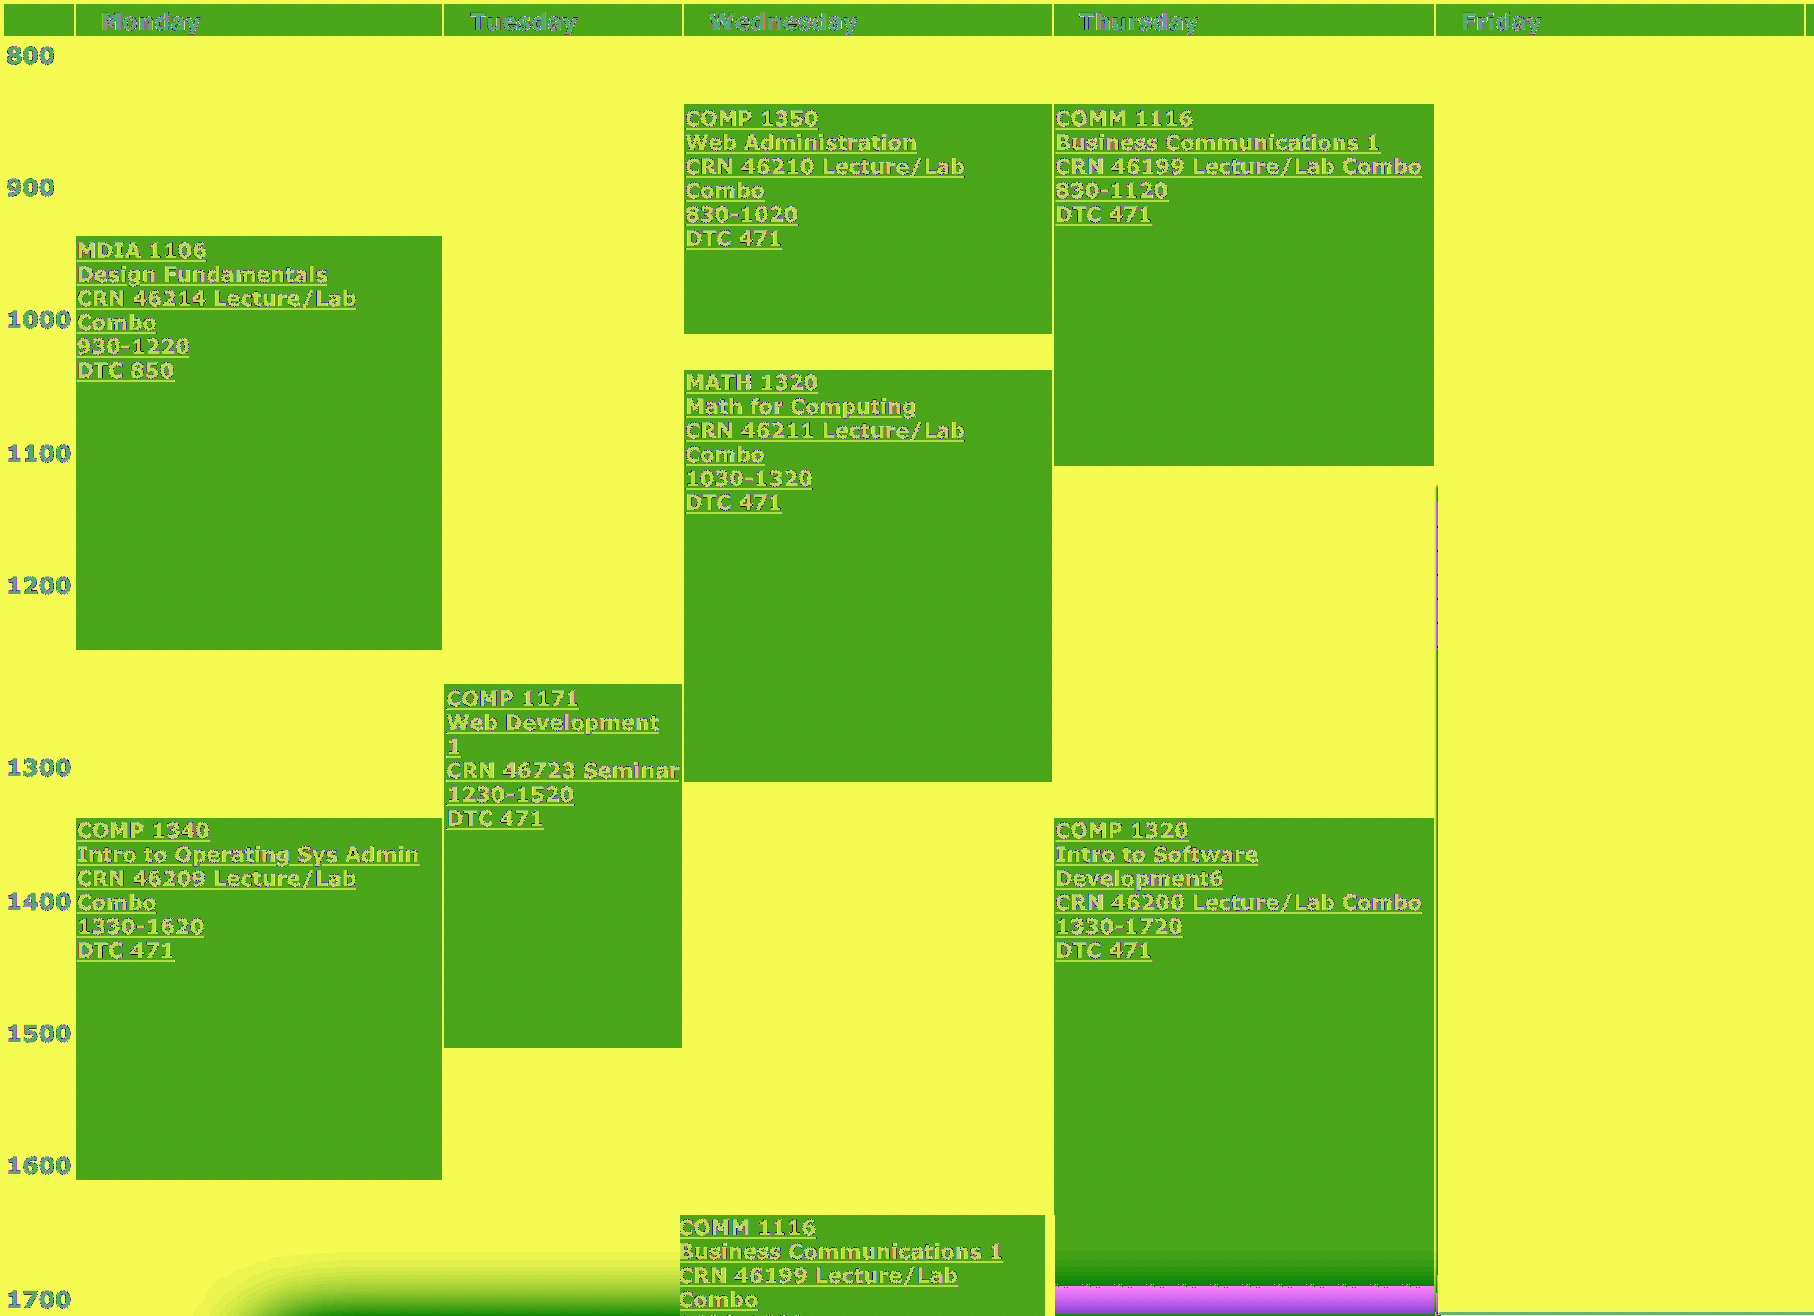 Monday Tuesday Wednesday Thursday Friday
800
900
1000
1100
1200
1300
1400
1500
1600
1700
MDIA 1106
Design Fundamentals
CRN 46214 Lecture/Lab
Combo
930-1220
DTC 850
COMP 1340
Intro to Operating Sys Admin
CRN 46209 Lecture/Lab
Combo
1330-1620
DTC 471
COMP 1171
Web Development
1
CRN 46723 Seminar
1230-1520
DTC 471
COMP 1350
Web Administration
CRN 46210 Lecture/Lab
Combo
830-1020
DTC 471
MATH 1320
Math for Computing
CRN 46211 Lecture/Lab
Combo
1030-1320
DTC 471
COMM 1116
Business Communications 1
CRN 46199 Lecture/Lab
Combo
COMM 1116
Business Communications 1
CRN 46199 Lecture/Lab Combo
830-1120
DTC 471
COMP 1320
Intro to Software
Development6
CRN 46200 Lecture/Lab Combo
1330-1720
DTC 471